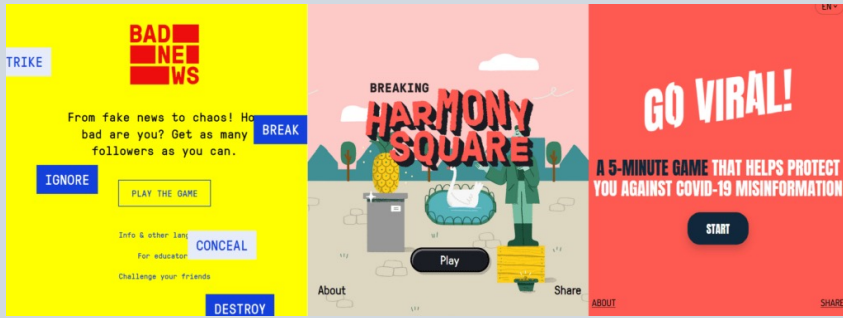 BAD
NE
WS
TRIKE
From fake news to chaos! Ho
bad are you? Get as many
followers as you can.
BREAK
IGNORE
PLAY THE GAME
Info & other lang
CONCEAL
For educator
Challenge your friends
DESTROY
BREAKING
HARMONY
SQUARE
Play
About
Share
EN
GO VIRAL!
A 5-MINUTE GAME THAT HELPS PROTECT
YOU AGAINST COVID-19 MISINFORMATION
START
ABOUT
SHARE